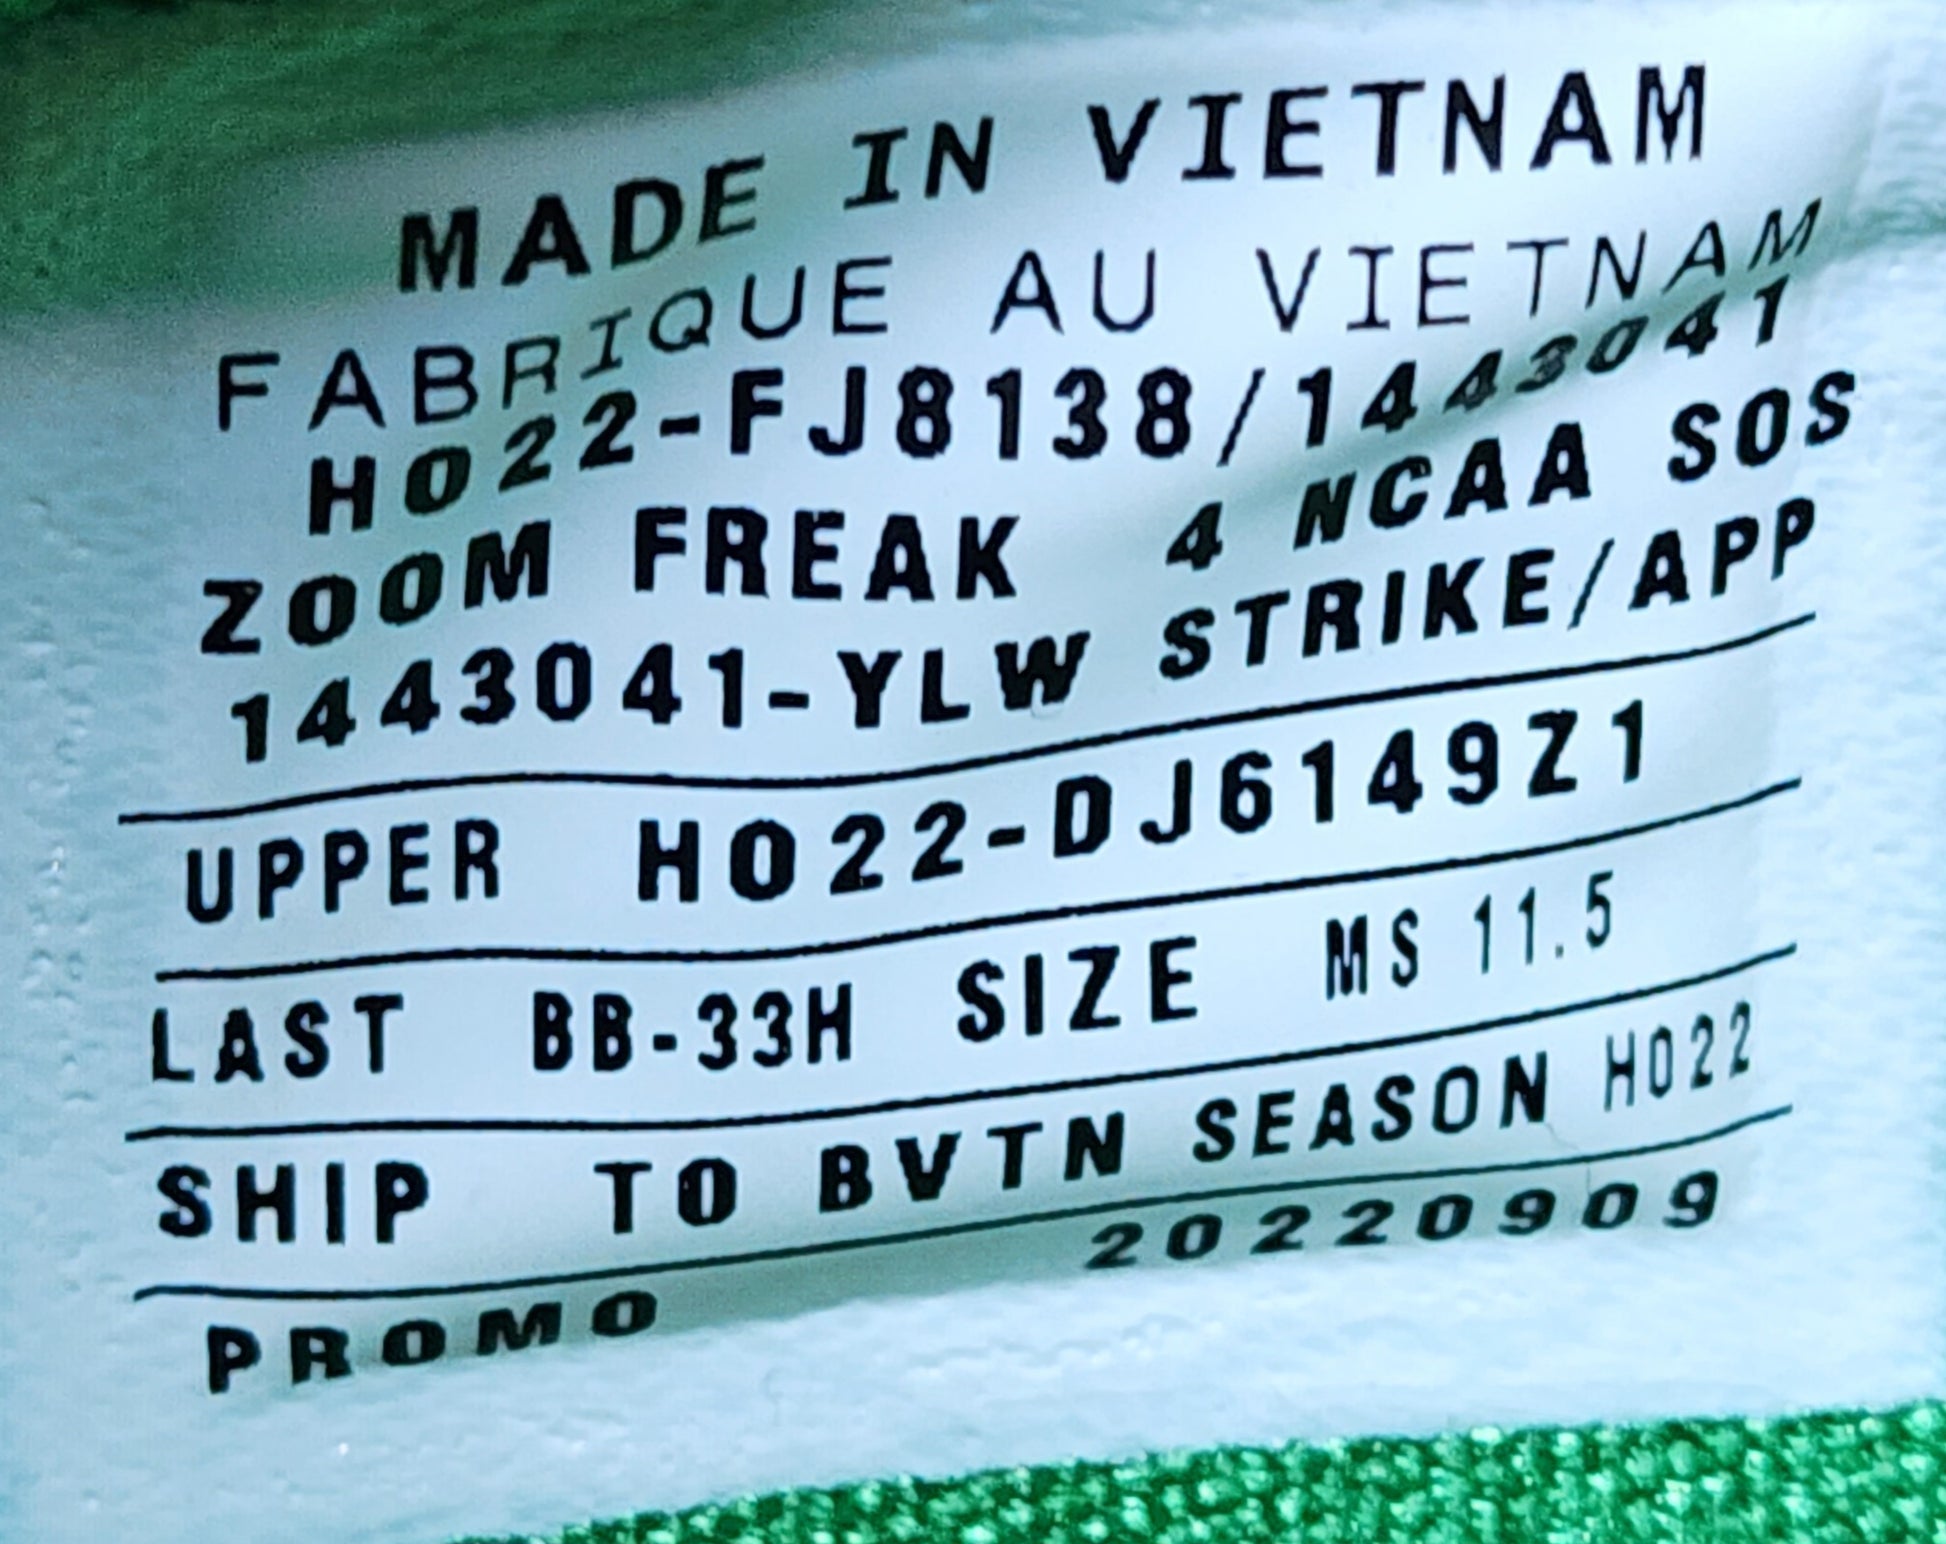 MADE IN VIETNAM
FABRIQUE AU VIETNAM
HO22-FJ8138/1443041
ZOOM FREAK 4 NCAA SOS
1443041-YLW STRIKE/APP
UPPER HO22-DJ6149Z1
LAST BB-33H SIZE MS 11.5
SHIP TO BVTN SEASON HO22
PROMO 20220909